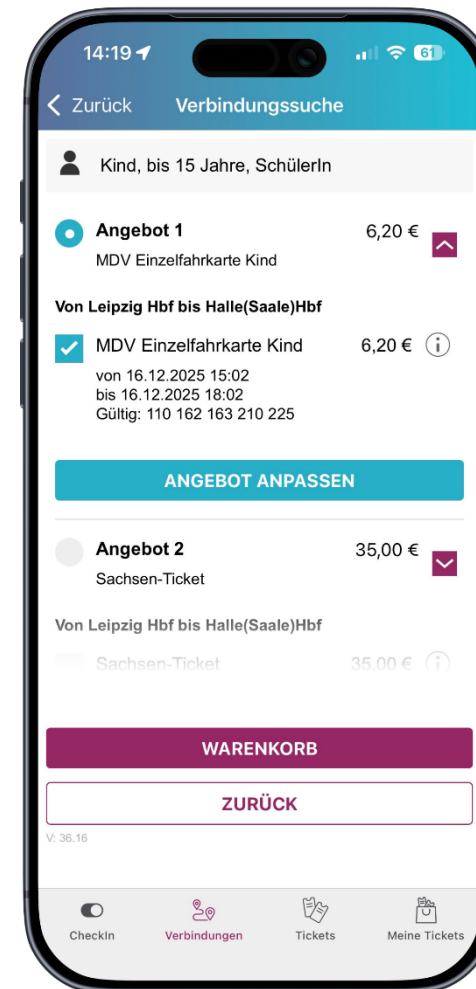 14:19
61
Zurück
Verbindungssuche
Kind, bis 15 Jahre, SchülerIn
Angebot 1 6,20 €
MDV Einzelfahrkarte Kind
Von Leipzig Hbf bis Halle(Saale)Hbf
MDV Einzelfahrkarte Kind 6,20 € i
von 16.12.2025 15:02
bis 16.12.2025 18:02
Gültig: 110 162 163 210 225
ANGEBOT ANPASSEN
Angebot 2 35,00 €
Sachsen-Ticket
Von Leipzig Hbf bis Halle(Saale)Hbf
Sachsen-Ticket 35,00 € i
WARENKORB
ZURÜCK
V: 36.16
CheckIn Verbindungen Tickets Meine Tickets